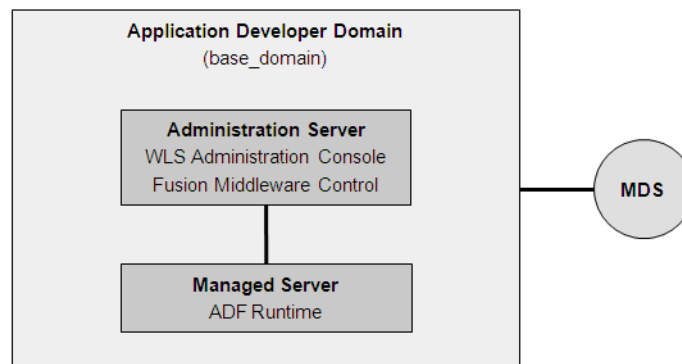 Application Developer Domain
(base_domain)
Administration Server
WLS Administration Console
Fusion Middleware Control
MDS
Managed Server
ADF Runtime